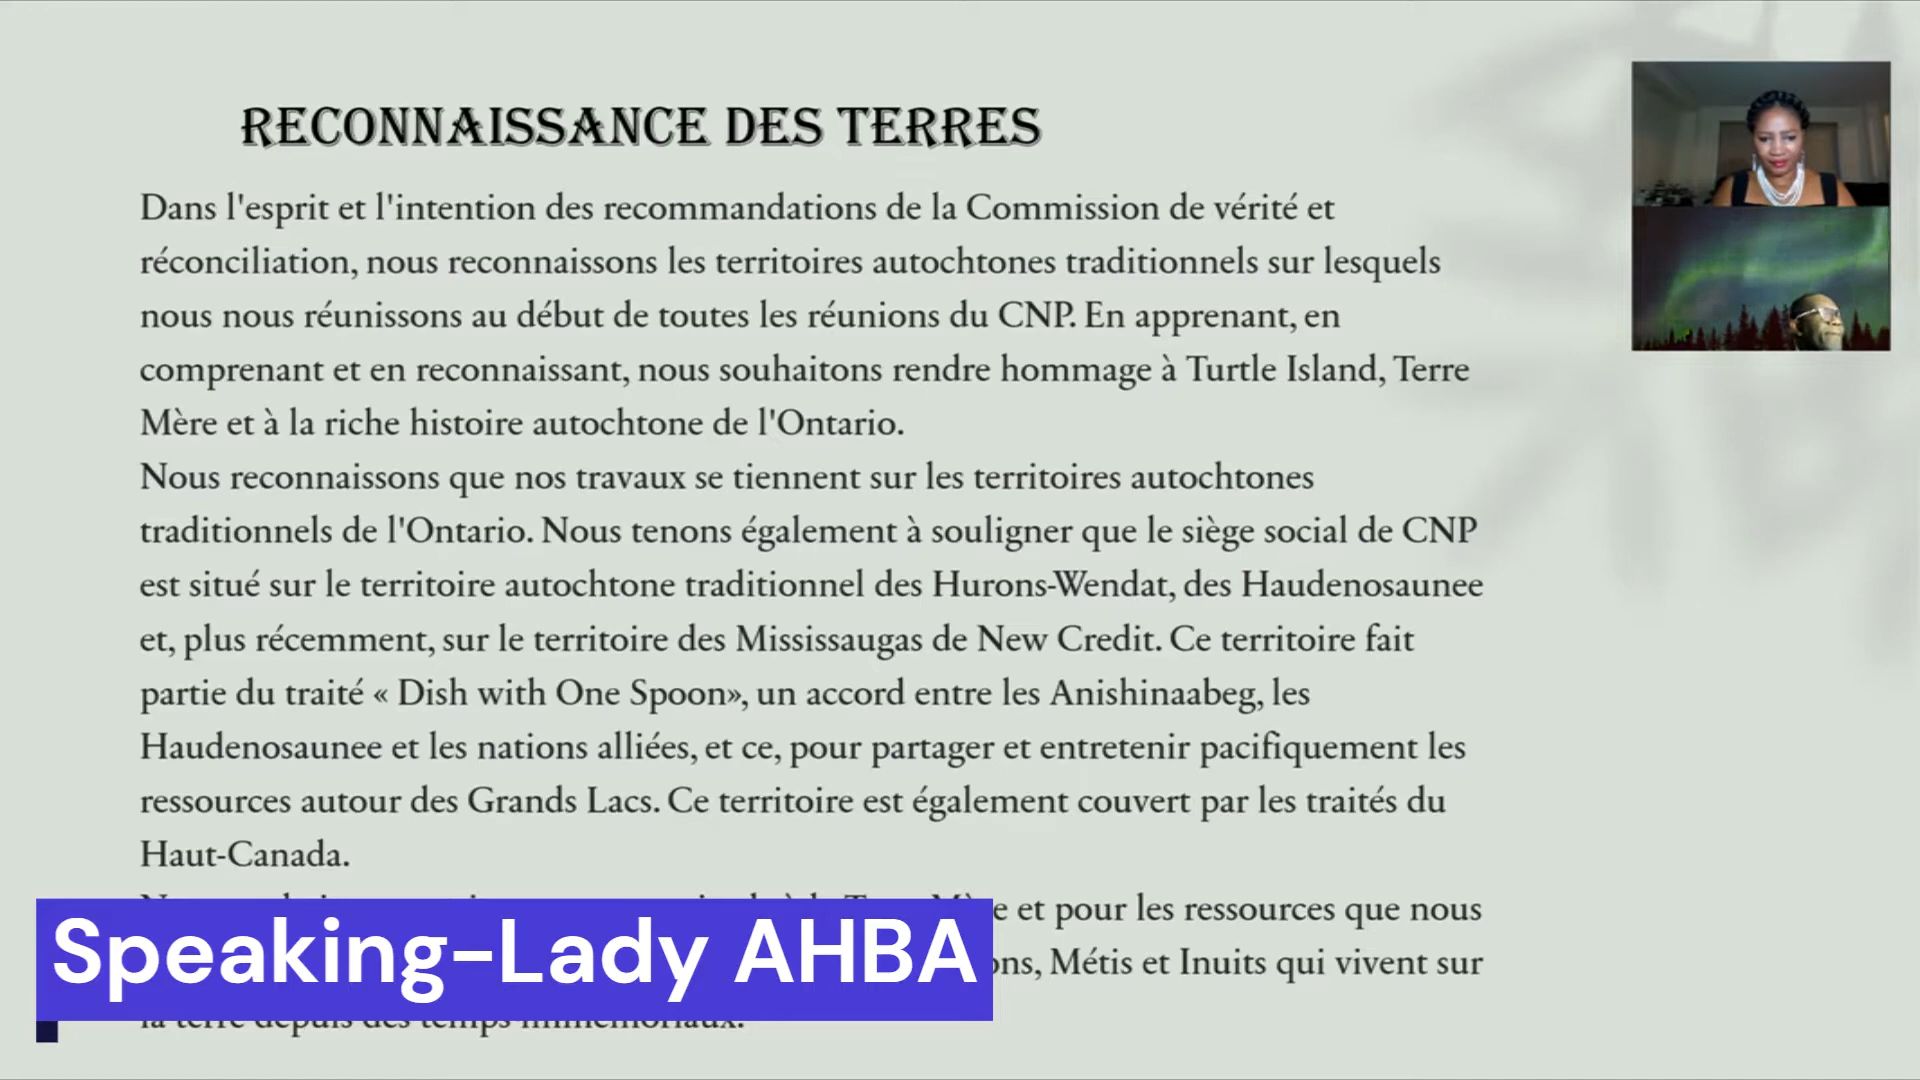 RECONNAISSANCE DES TERRES
Dans l'esprit et l'intention des recommandations de la Commission de vérité et
réconciliation, nous reconnaissons les territoires autochtones traditionnels sur lesquels
nous nous réunissons au début de toutes les réunions du CNP. En apprenant, en
comprenant et en reconnaissant, nous souhaitons rendre hommage à Turtle Island, Terre
Mère et à la riche histoire autochtone de l'Ontario.
Nous reconnaissons que nos travaux se tiennent sur les territoires autochtones
traditionnels de l'Ontario. Nous tenons également à souligner que le siège social de CNP
est situé sur le territoire autochtone traditionnel des Hurons-Wendat, des Haudenosaunee
et, plus récemment, sur le territoire des Mississaugas de New Credit. Ce territoire fait
partie du traité « Dish with One Spoon», un accord entre les Anishinaabeg, les
Haudenosaunee et les nations alliées, et ce, pour partager et entretenir pacifiquement les
ressources autour des Grands Lacs. Ce territoire est également couvert par les traités du
Haut-Canada.
et pour les ressources que nous
Métis et Inuits qui vivent sur
la terre depuis des temps immémoriaux.
Speaking-Lady AHBA